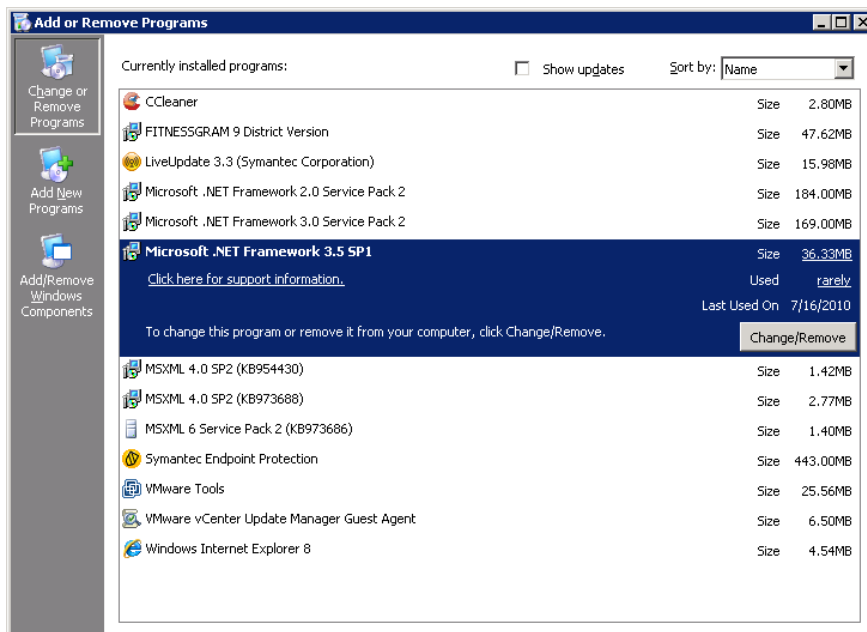 Add or Remove Programs
Change or
Remove
Programs
Add New
Programs
Add/Remove
Windows
Components
Currently installed programs:
Show updates
Sort by: Name
CCleaner Size 2.80MB
FITNESSGRAM 9 District Version Size 47.62MB
LiveUpdate 3.3 (Symantec Corporation) Size 15.98MB
Microsoft .NET Framework 2.0 Service Pack 2 Size 184.00MB
Microsoft .NET Framework 3.0 Service Pack 2 Size 169.00MB
Microsoft .NET Framework 3.5 SP1 Size 36.33MB
Click here for support information. Used rarely
Last Used On 7/16/2010
To change this program or remove it from your computer, click Change/Remove. Change/Remove
MSXML 4.0 SP2 (KB954430) Size 1.42MB
MSXML 4.0 SP2 (KB973688) Size 2.77MB
MSXML 6 Service Pack 2 (KB973686) Size 1.40MB
Symantec Endpoint Protection Size 443.00MB
VMware Tools Size 25.56MB
VMware vCenter Update Manager Guest Agent Size 6.50MB
Windows Internet Explorer 8 Size 4.54MB